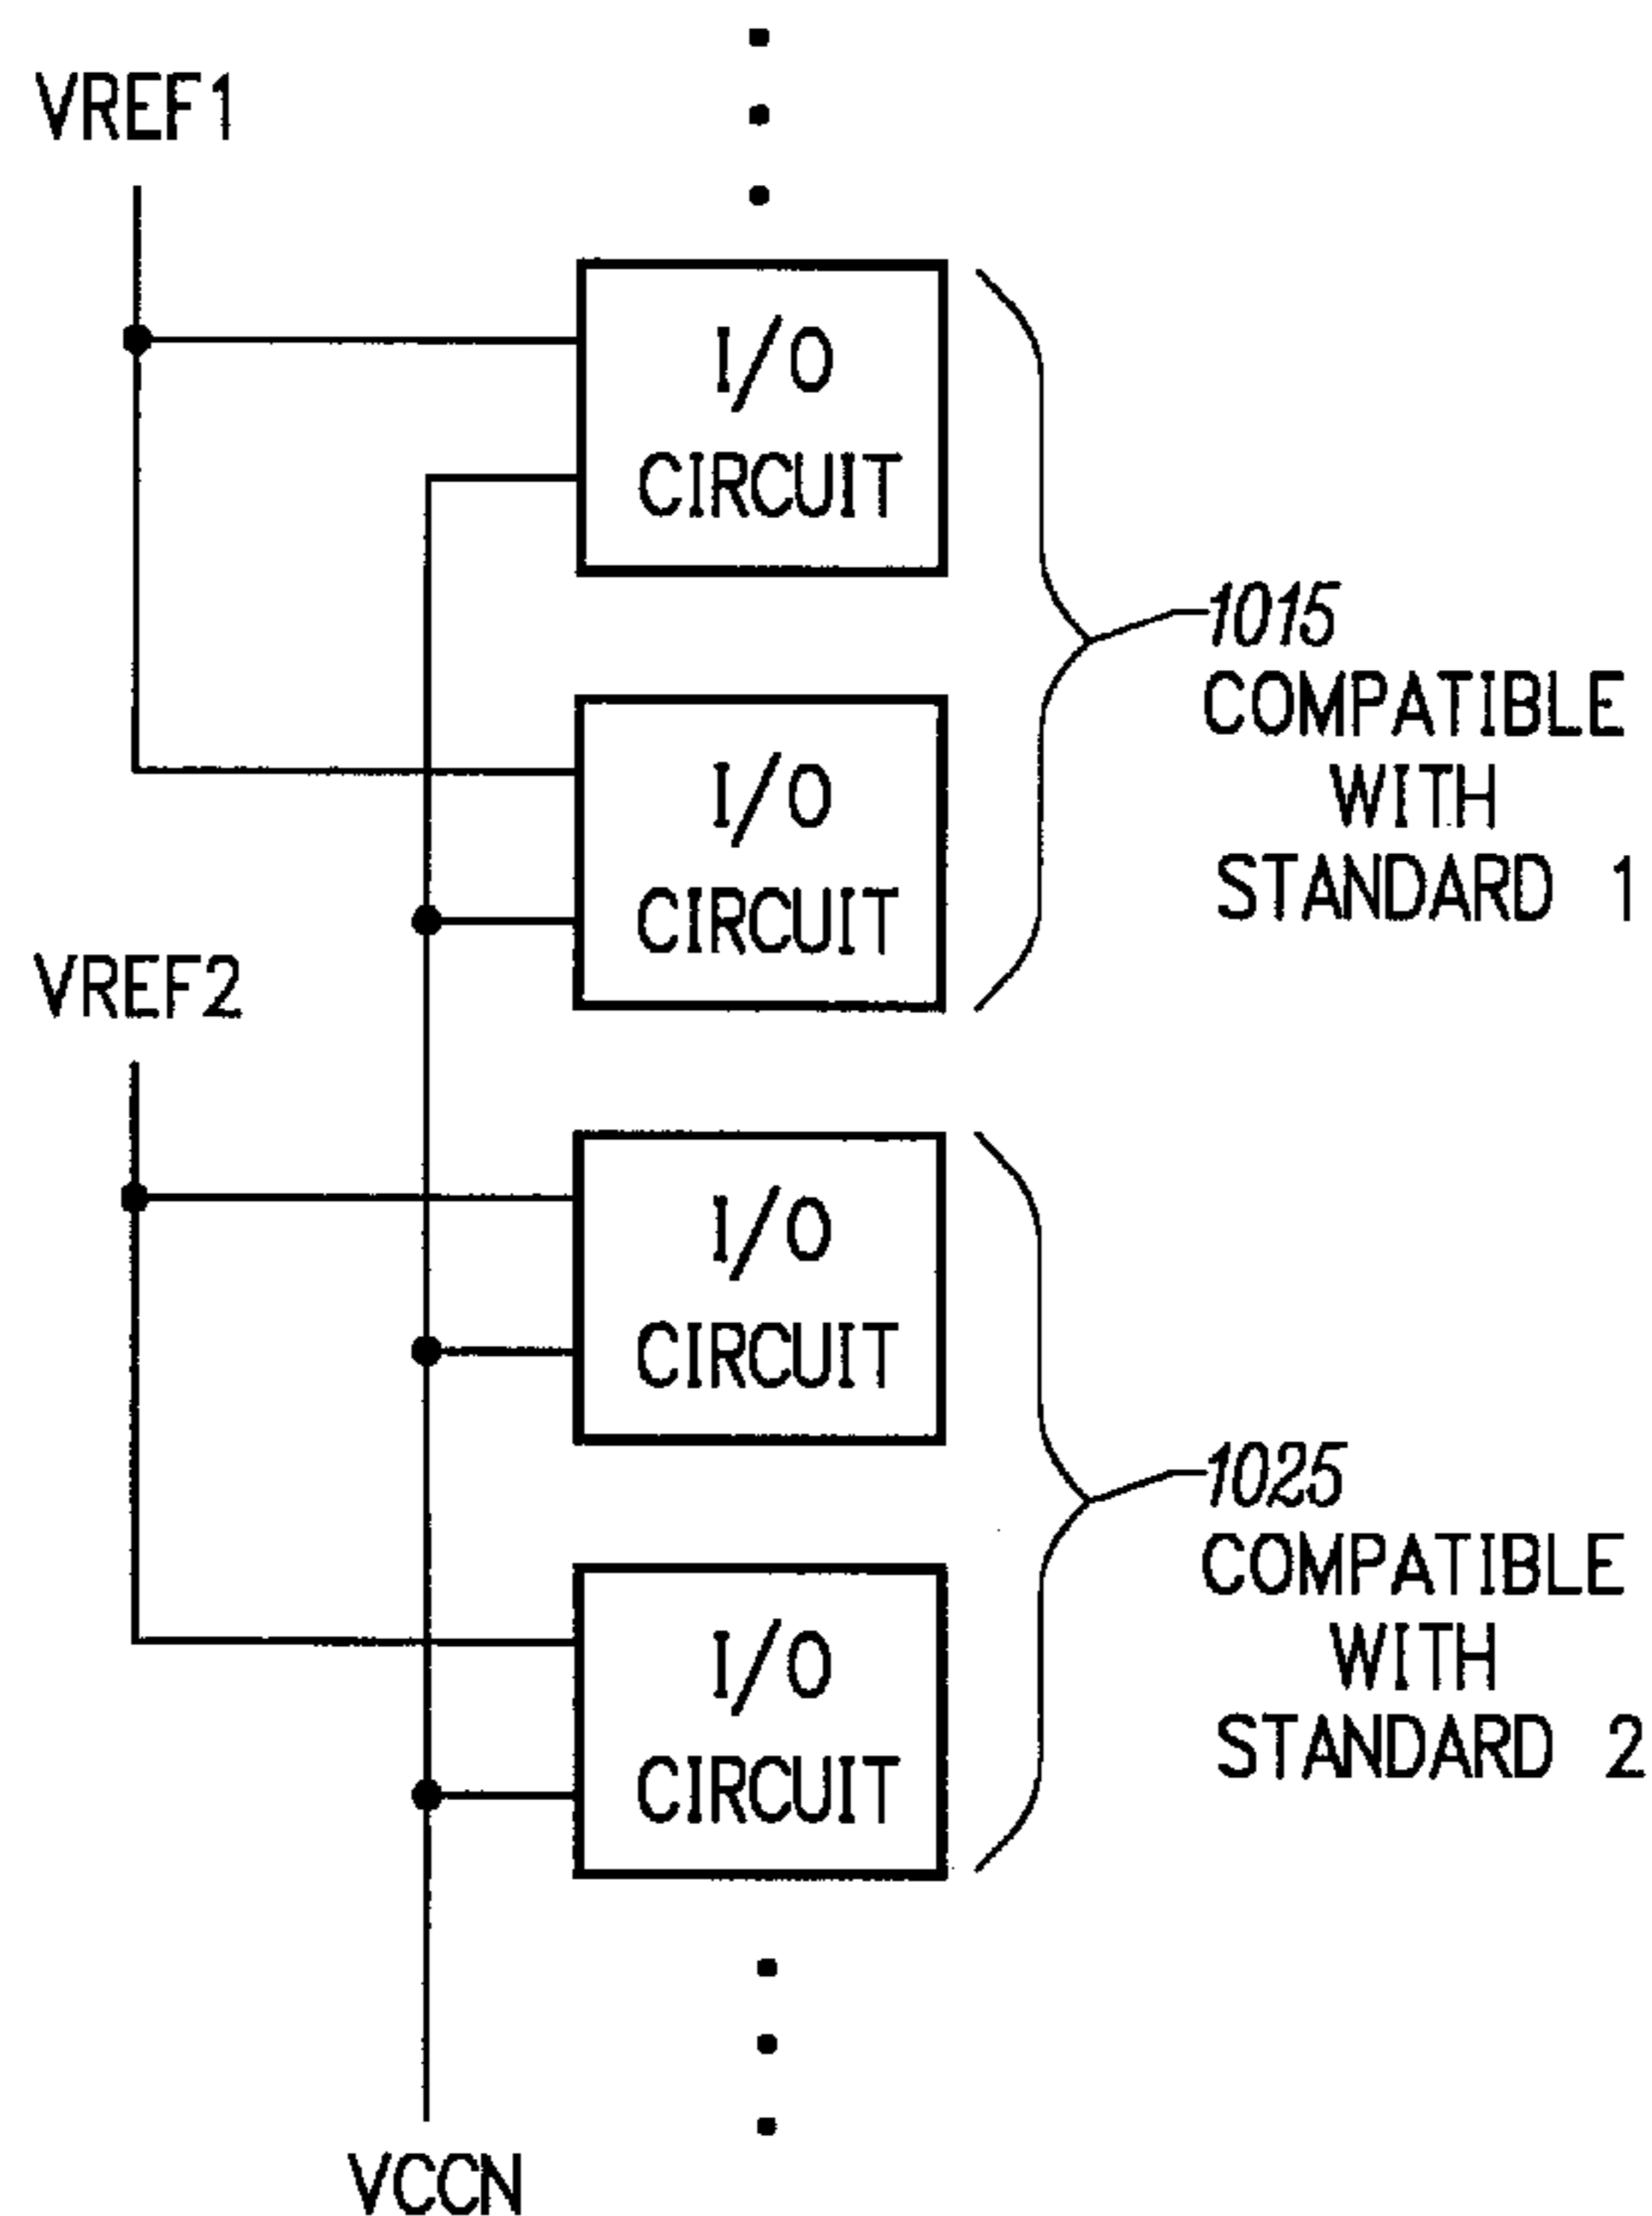 VREF1
I/O
CIRCUIT
1015
COMPATIBLE
WITH
STANDARD 1
I/O
CIRCUIT
VREF2
I/O
CIRCUIT
1025
COMPATIBLE
WITH
STANDARD 2
I/O
CIRCUIT
VCCN